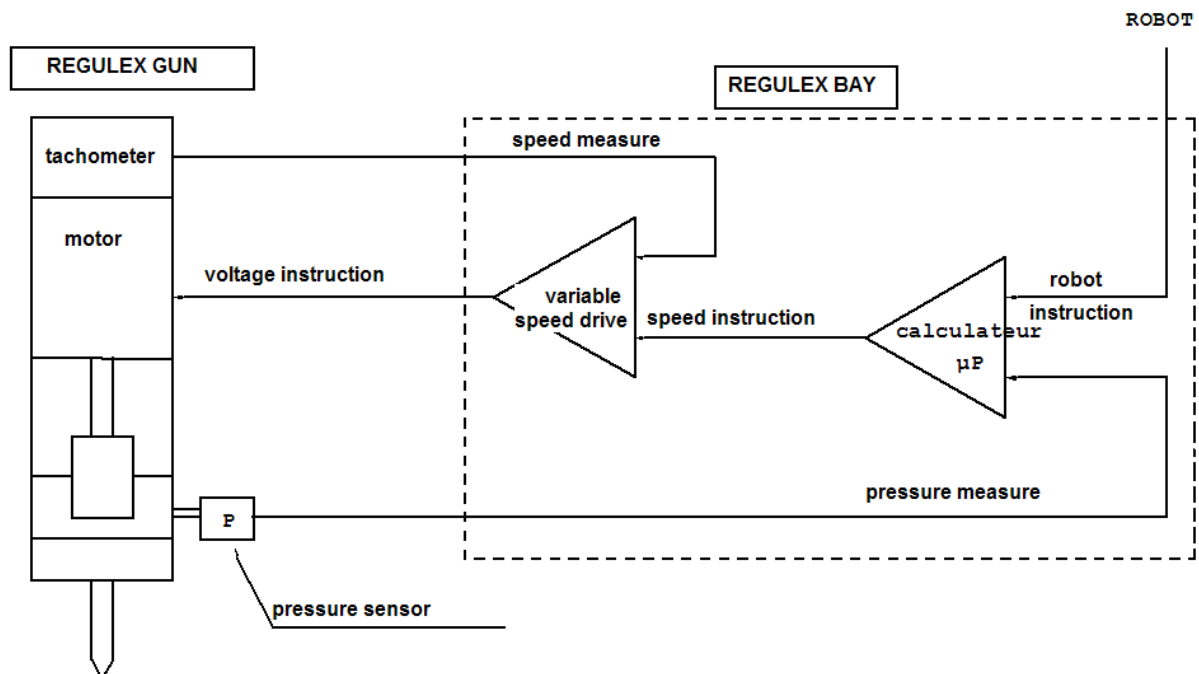 ROBOT
REGULEX GUN
REGULEX BAY
tachometer
speed measure
motor
voltage instruction
variable
speed drive
speed instruction
robot
instruction
calculateur
µP
pressure measure
P
pressure sensor